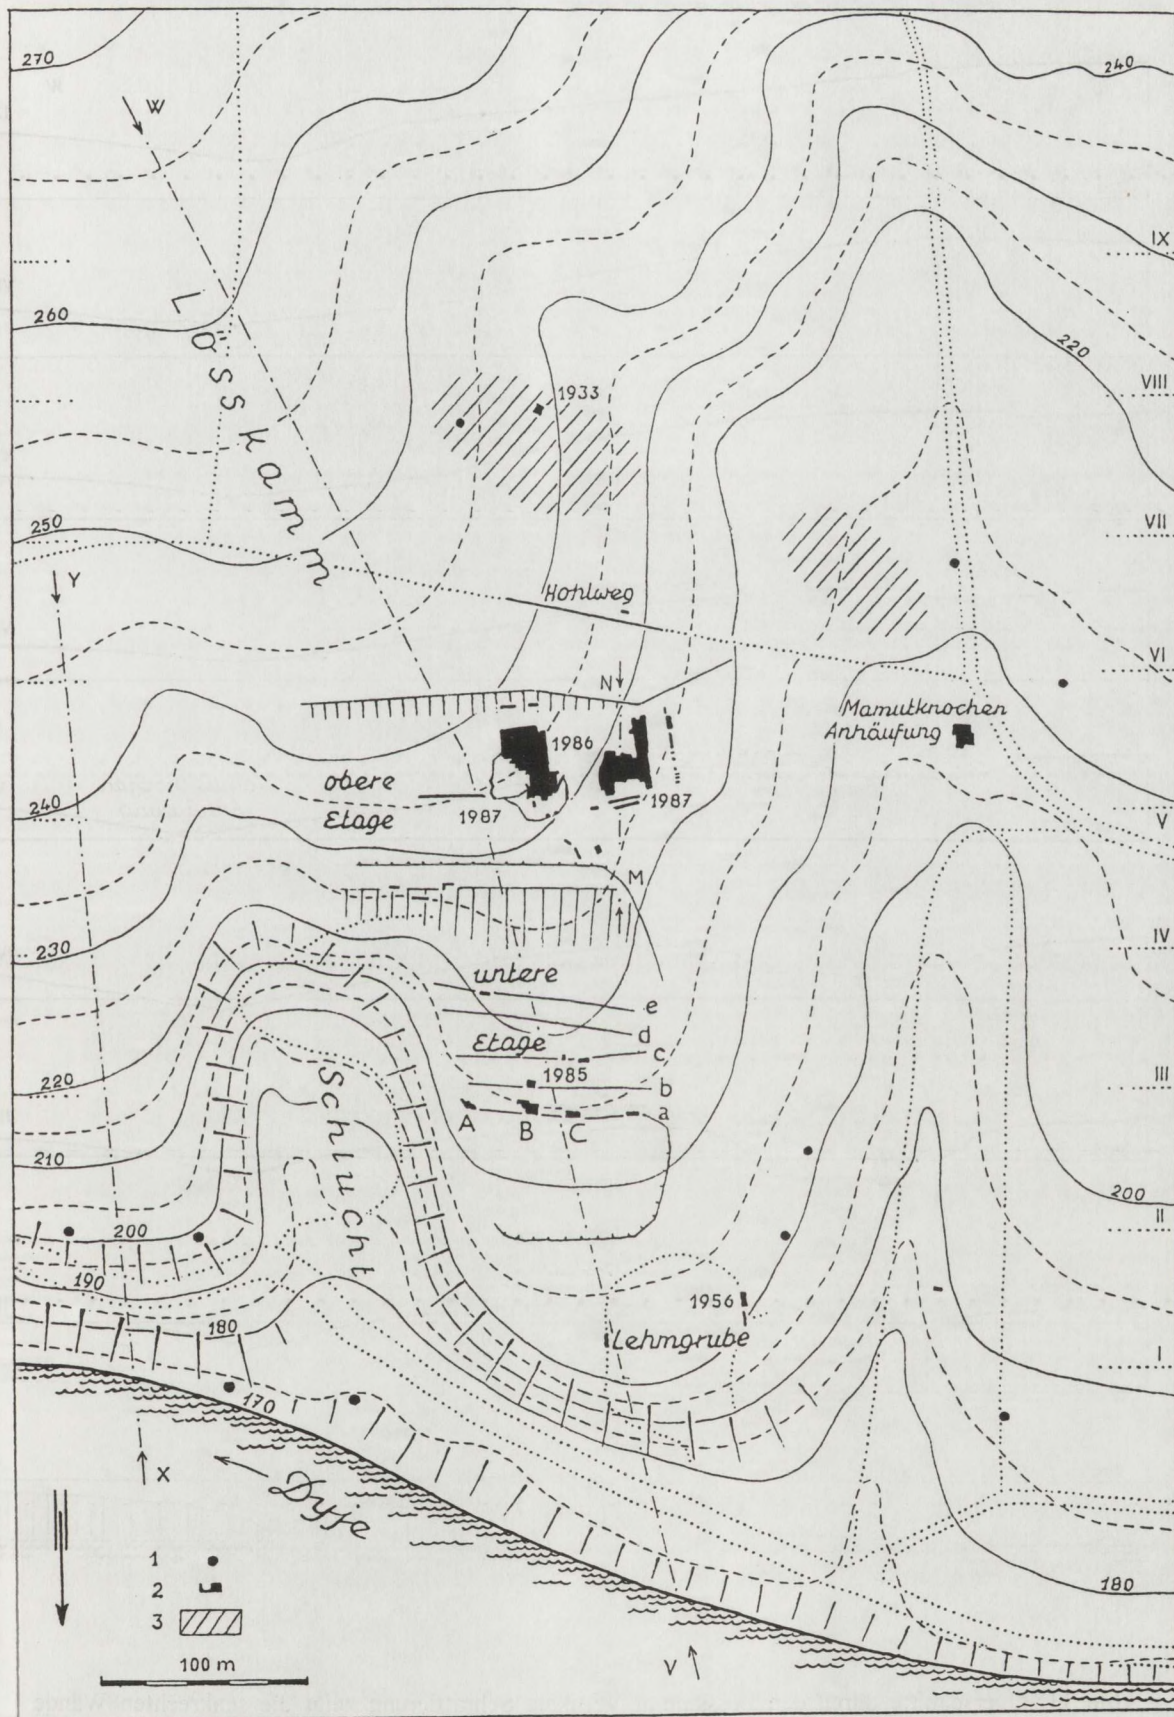 270
240
W
IX
260
Lösskamm
220
1933
VIII
250
VII
Y
Hohlweg
VI
N
Mamutknochen
Anhäufung
1986
obere
1987
1987
240
Etage
V
M
230
IV
untere
e
d
Etage
c
220
1985
III
b
Schlucht
A
B
C
a
210
200
200
II
190
1956
180
Lehmgrube
I
170
X
Dyje
1
2
3
180
100 m
V